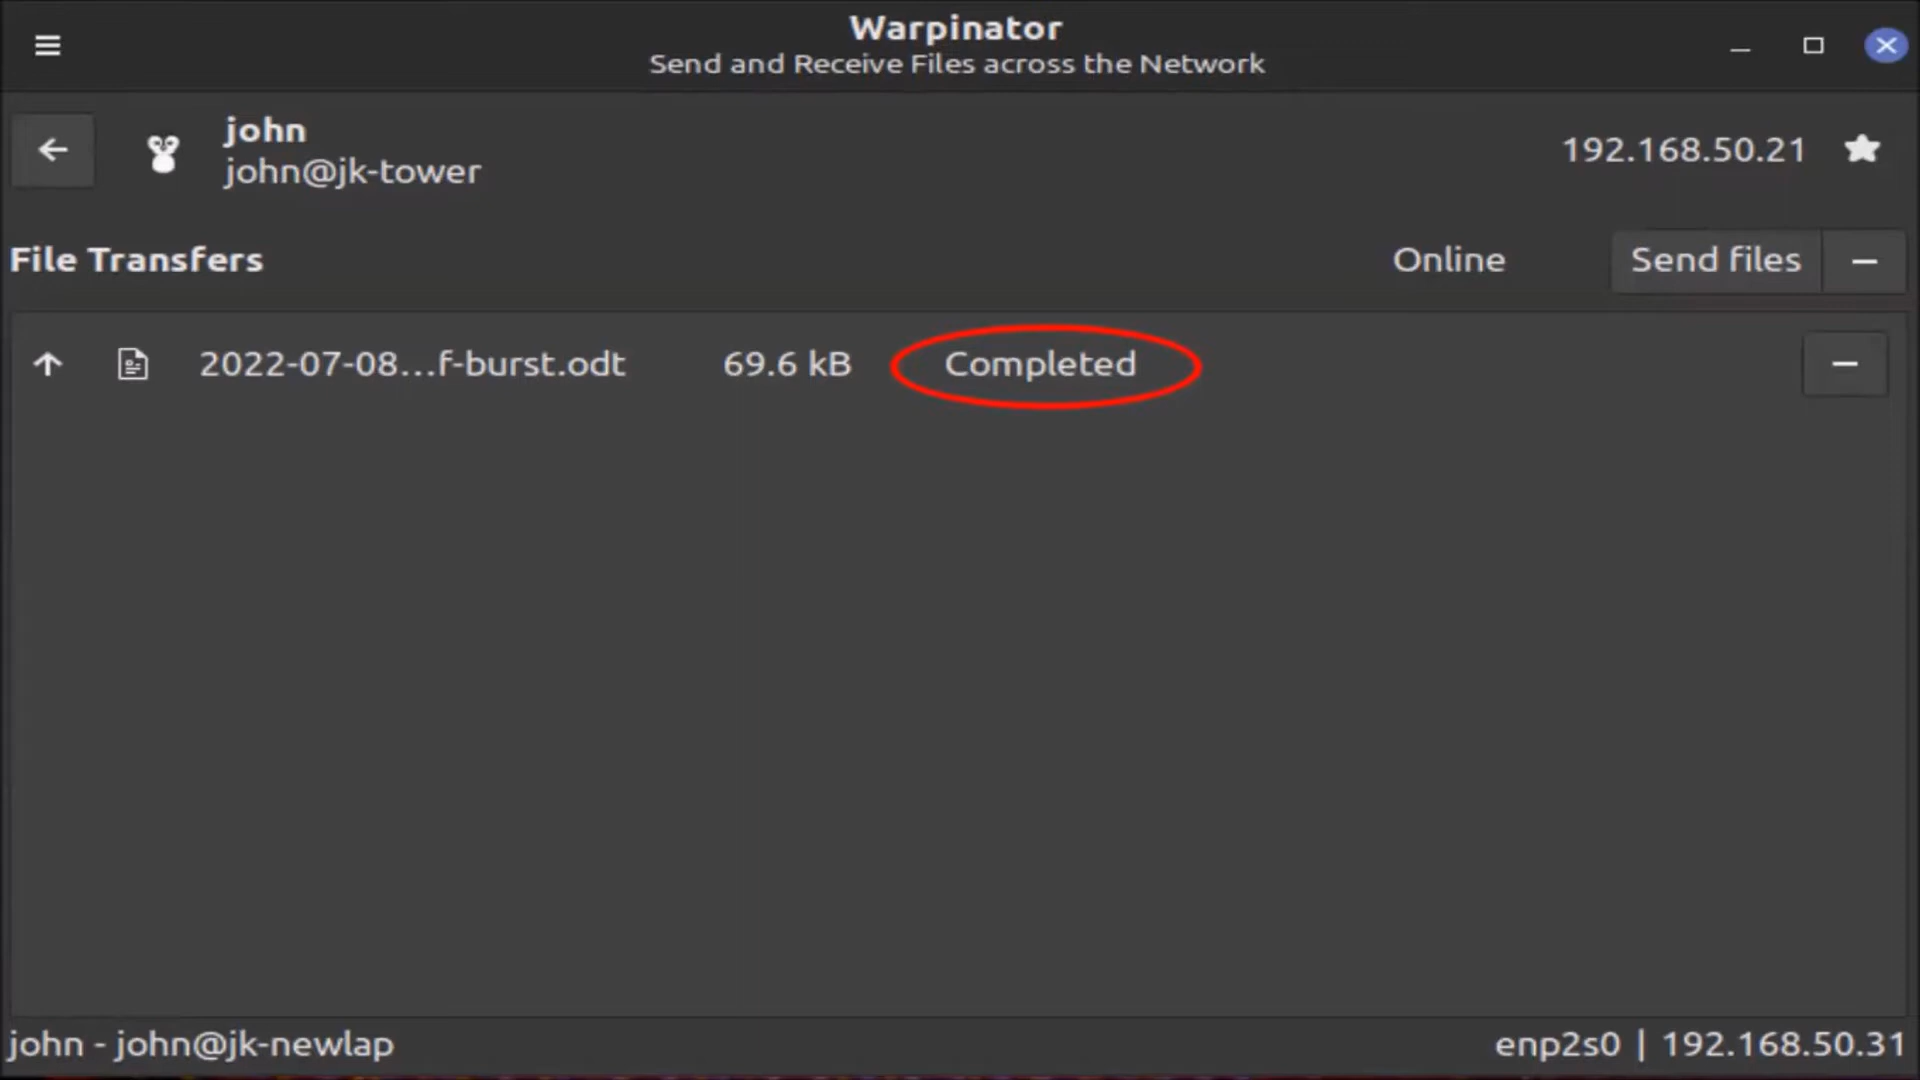 Warpinator
Send and Receive Files across the Network
john
john@jk-tower
192.168.50.21
File Transfers
Online
Send files
2022-07-08...f-burst.odt
69.6 kB
Completed
john - john@jk-newlap
enp2s0 | 192.168.50.31